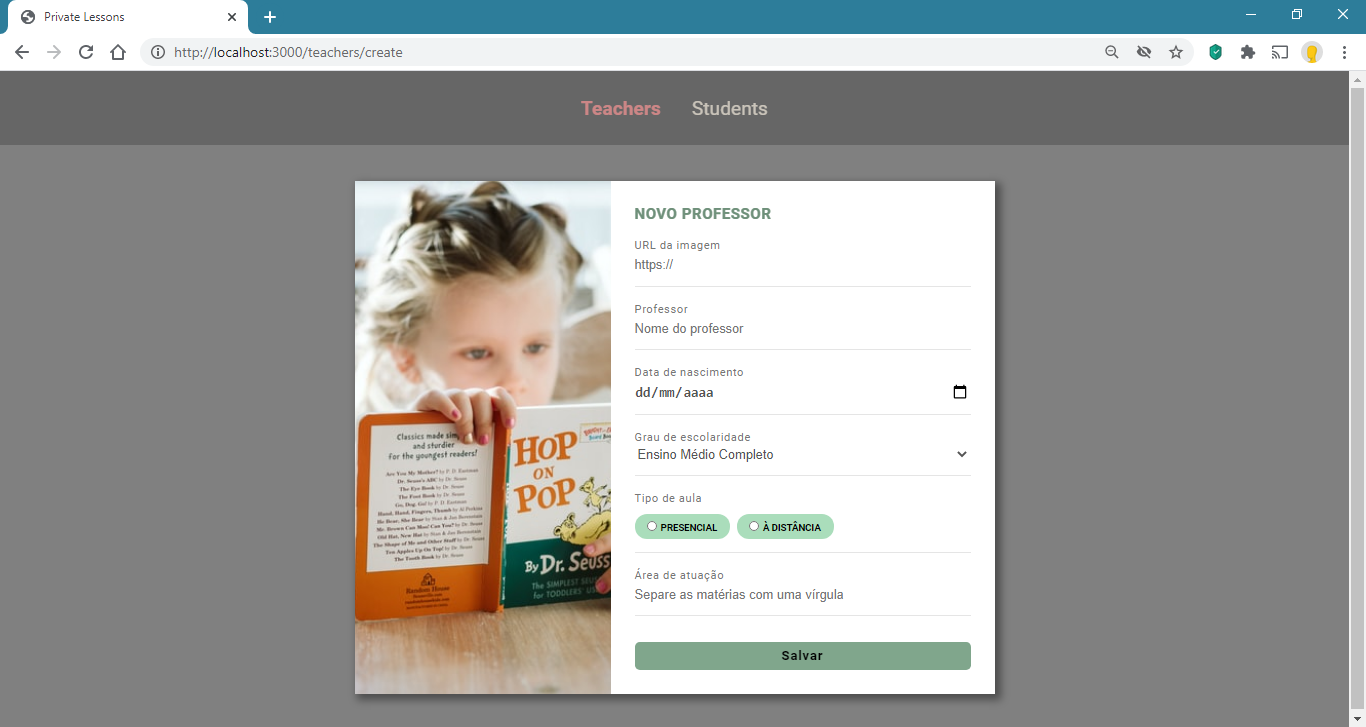 Private Lessons
http://localhost:3000/teachers/create
Teachers
Students
Classics made
and sturdier
for the youngest readers!
Are You My Mother? by P. D. Eastman
Dr. Seuss's ABC by Dr. Seuss
The Eye Book by Dr. Seuss
The Foot Book by Dr. Seuss
Go, Dog. Go! by P. D. Eastman
Hand, Hand, Fingers, Thumb by Al Perkins
He Bear, She Bear by Stan & Jan Berenstain
Mr. Brown Can Moo! Can You? by Dr. Seuss
Old Hat, New Hat by Stan & Jan Berenstain
The Shape of Me and Other Stuff by Dr. Seuss
Ten Apples Up On Top! by Dr. Seuss
The Tooth Book by Dr. Seuss
Random House
HOP
ON
POP
By Dr. Seuss
The SIMPLEST
for TODDLERS'
NOVO PROFESSOR
URL da imagem
https://
Professor
Nome do professor
Data de nascimento
dd/mm/aaaa
Grau de escolaridade
Ensino Médio Completo
Tipo de aula
PRESENCIAL
À DISTÂNCIA
Área de atuação
Separe as matérias com uma vírgula
Salvar